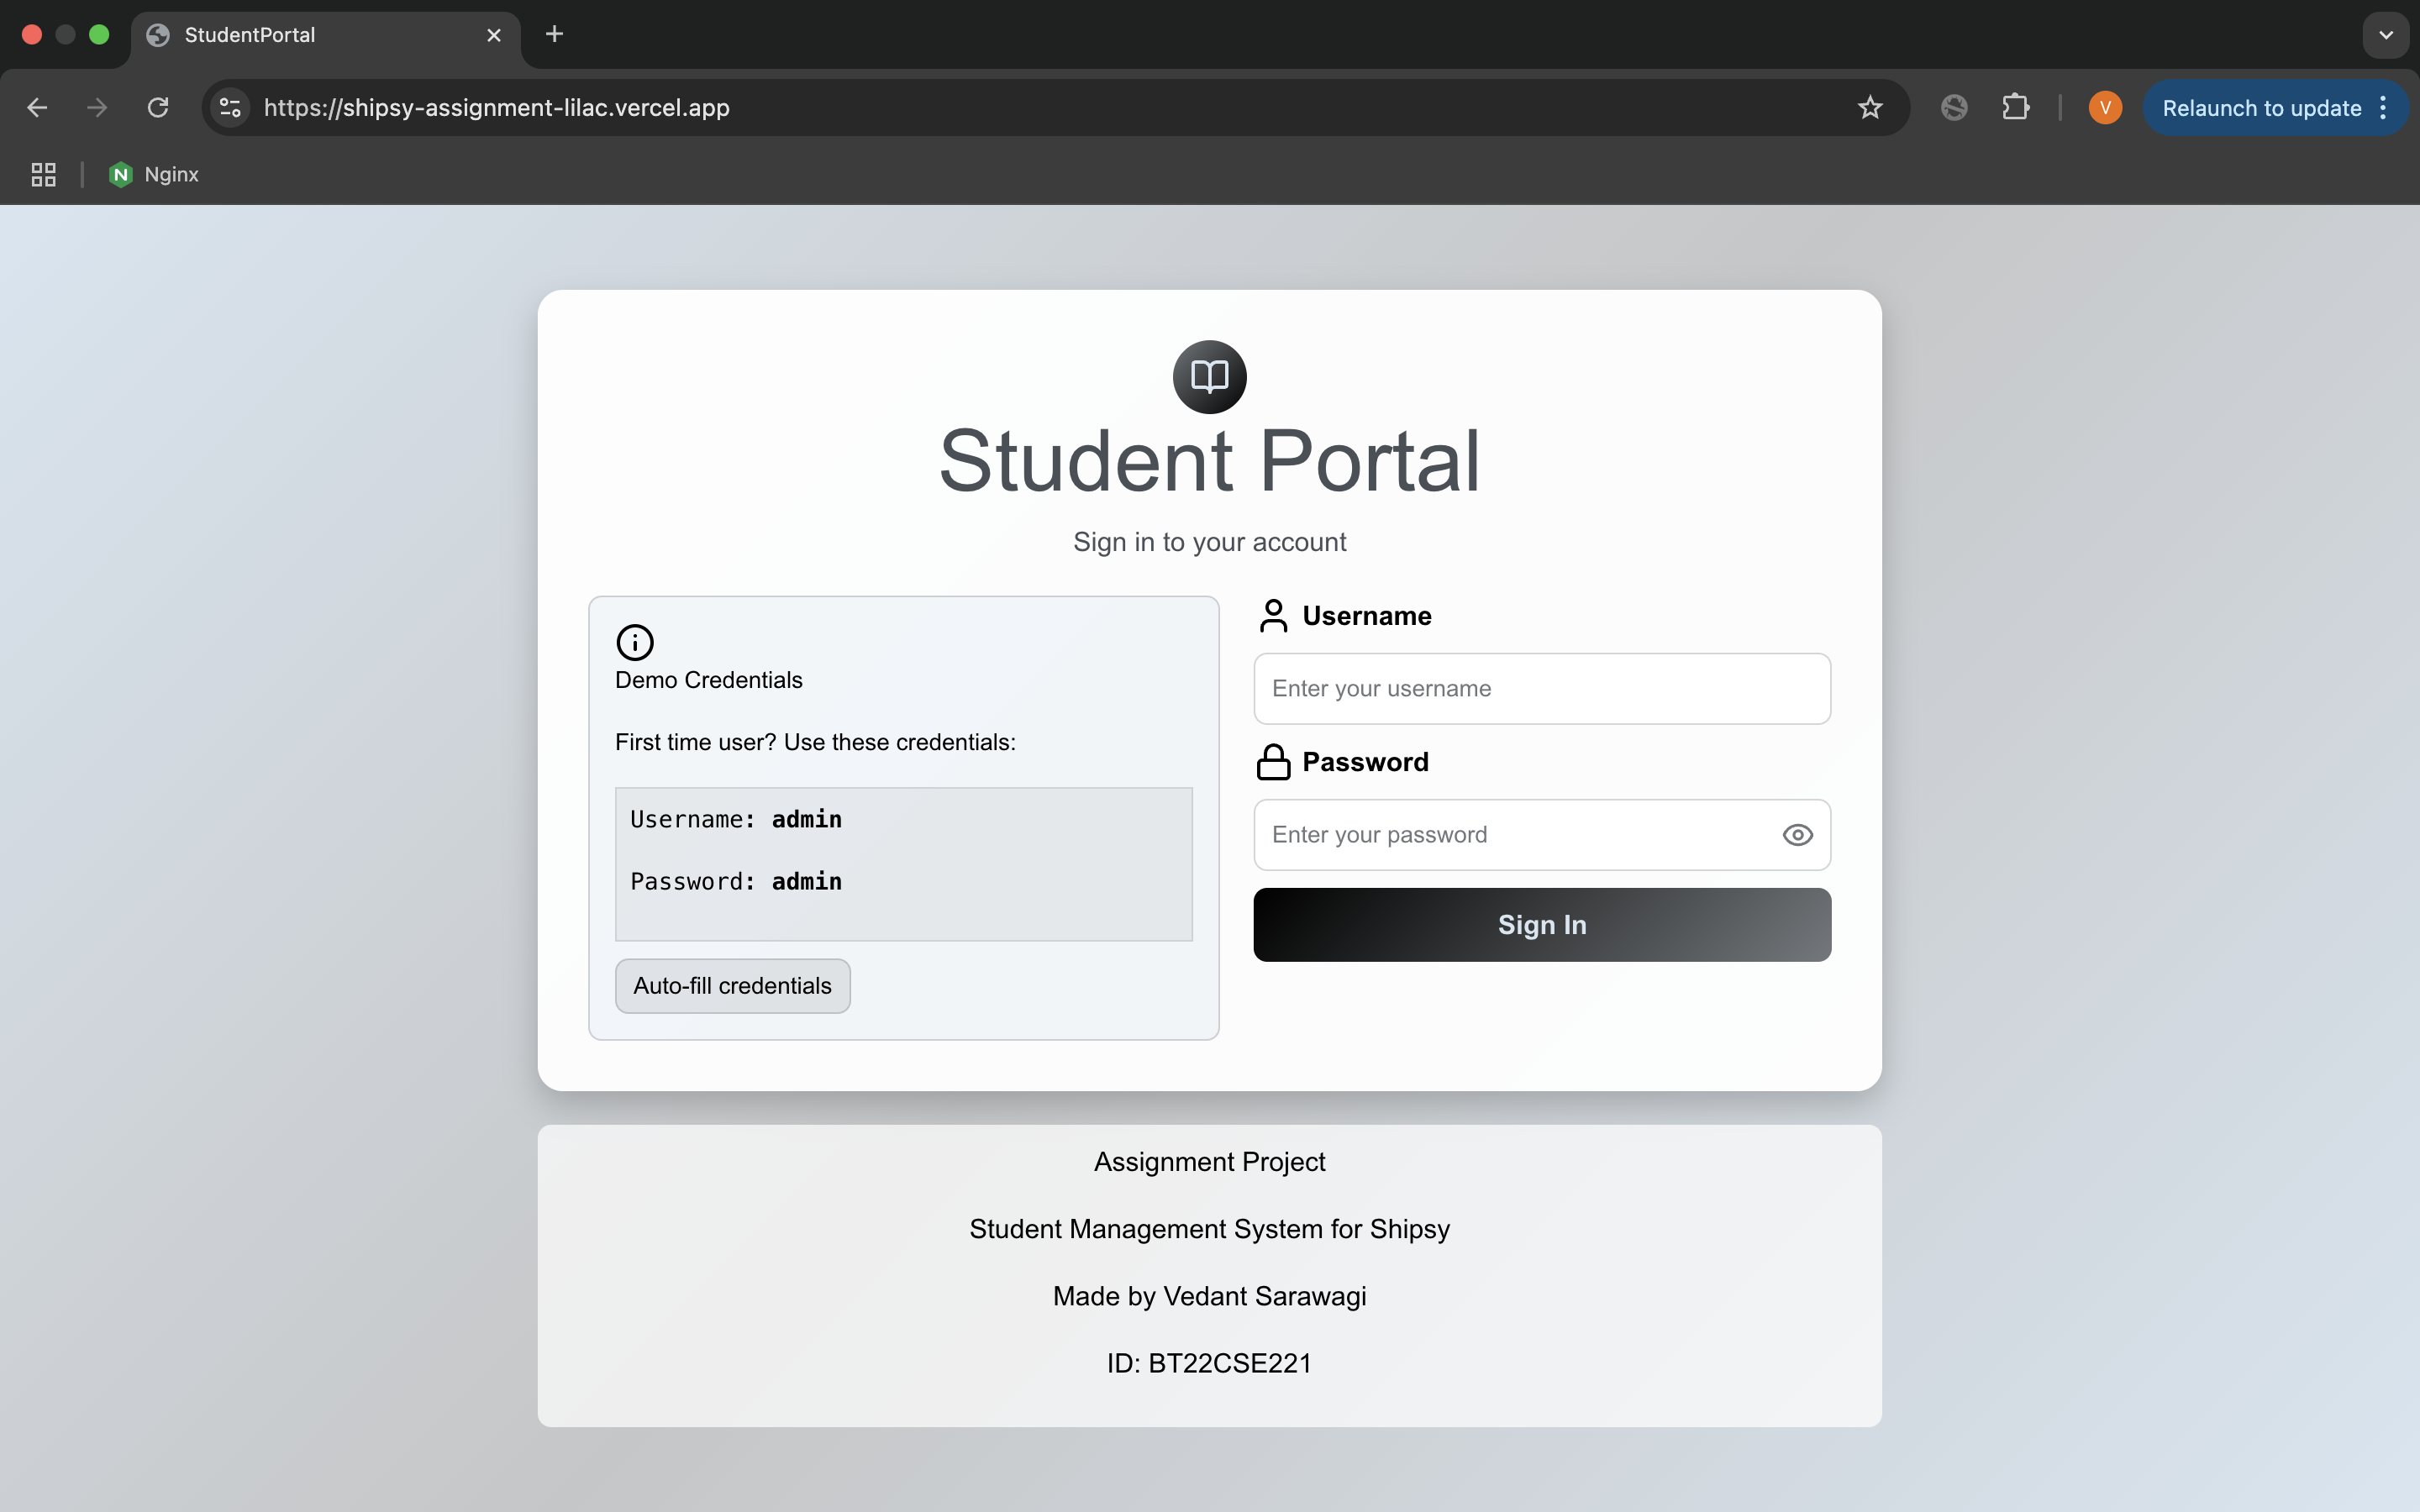 StudentPortal
https://shipsy-assignment-lilac.vercel.app
V
Relaunch to update
N Nginx
Student Portal
Sign in to your account
Demo Credentials
First time user? Use these credentials:
Username: admin
Password: admin
Auto-fill credentials
Username
Enter your username
Password
Enter your password
Sign In
Assignment Project
Student Management System for Shipsy
Made by Vedant Sarawagi
ID: BT22CSE221